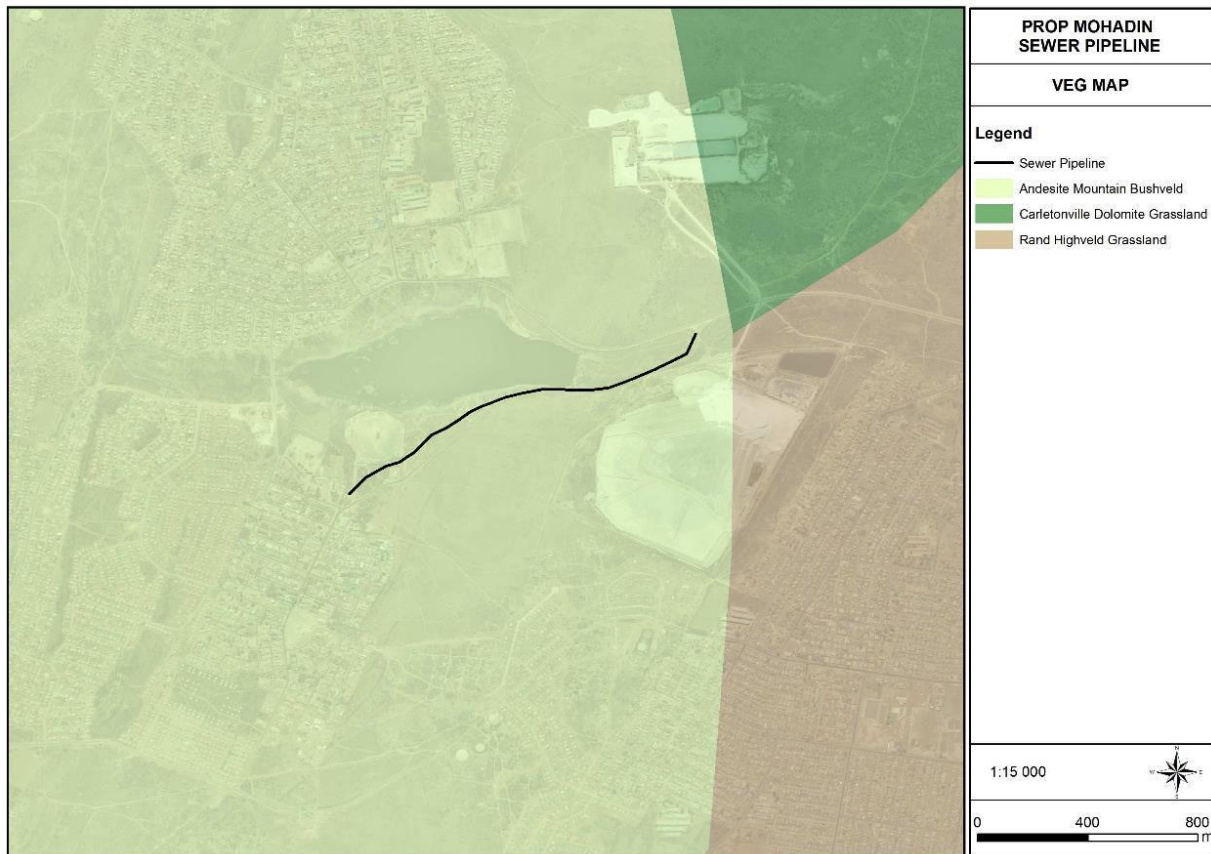 PROP MOHADIN
SEWER PIPELINE
VEG MAP
Legend
Sewer Pipeline
Andesite Mountain Bushveld
Carletonville Dolomite Grassland
Rand Highveld Grassland
1:15 000
N
W E
S
0 400 800
m